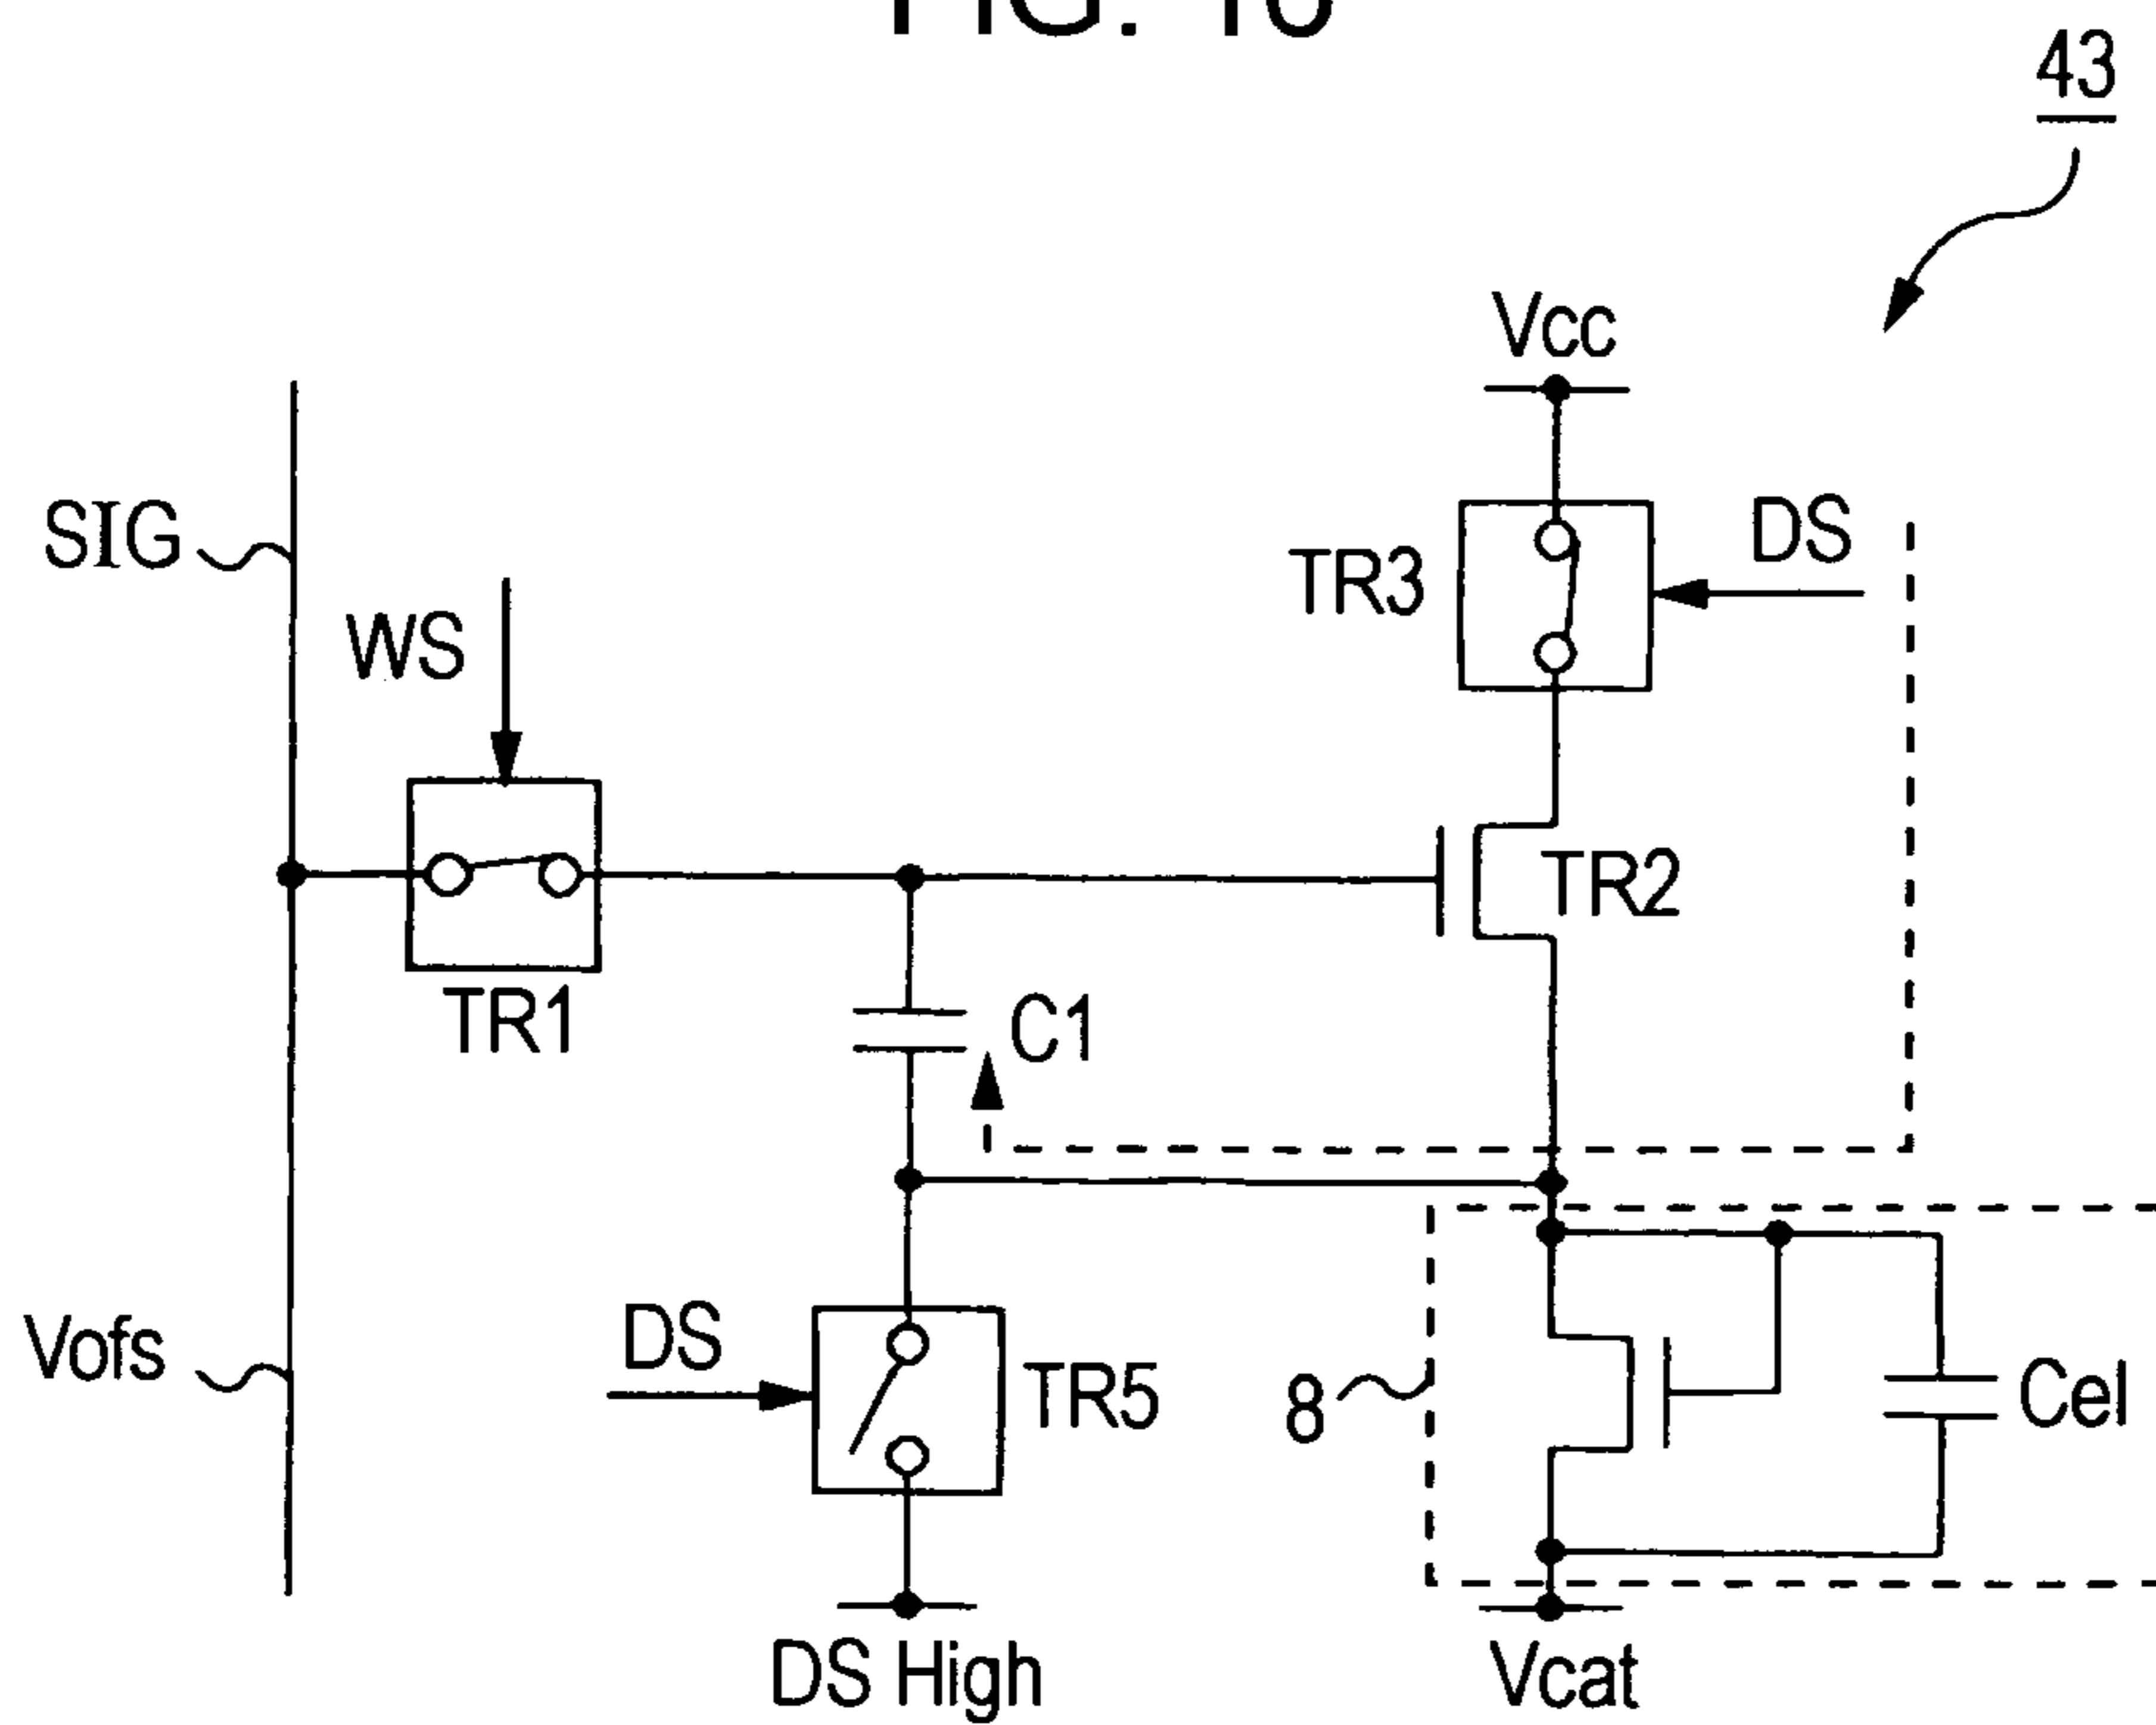 43
Vcc
SIG
DS
TR3
WS
TR2
TR1
C1
Vofs
DS
TR5
8
Cel
DS High
Vcat